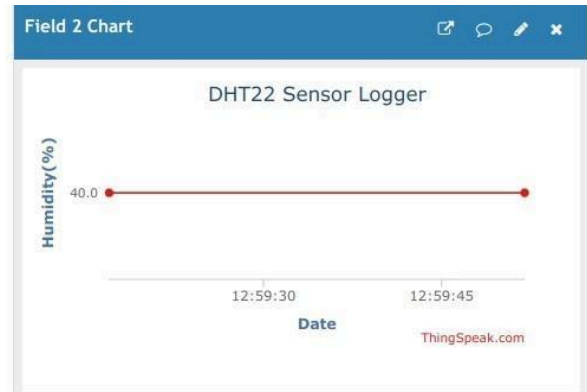 Field 2 Chart
DHT22 Sensor Logger
Humidity(%)
40.0
12:59:30 12:59:45
Date
ThingSpeak.com